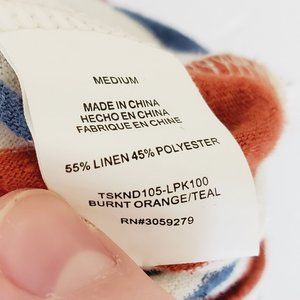 MEDIUM
MADE IN CHINA
HECHO EN CHINA
FABRIQUE EN CHINE
55% LINEN 45% POLYESTER
TSKND105-LPK100
BURNT ORANGE/TEAL
RN#3059279